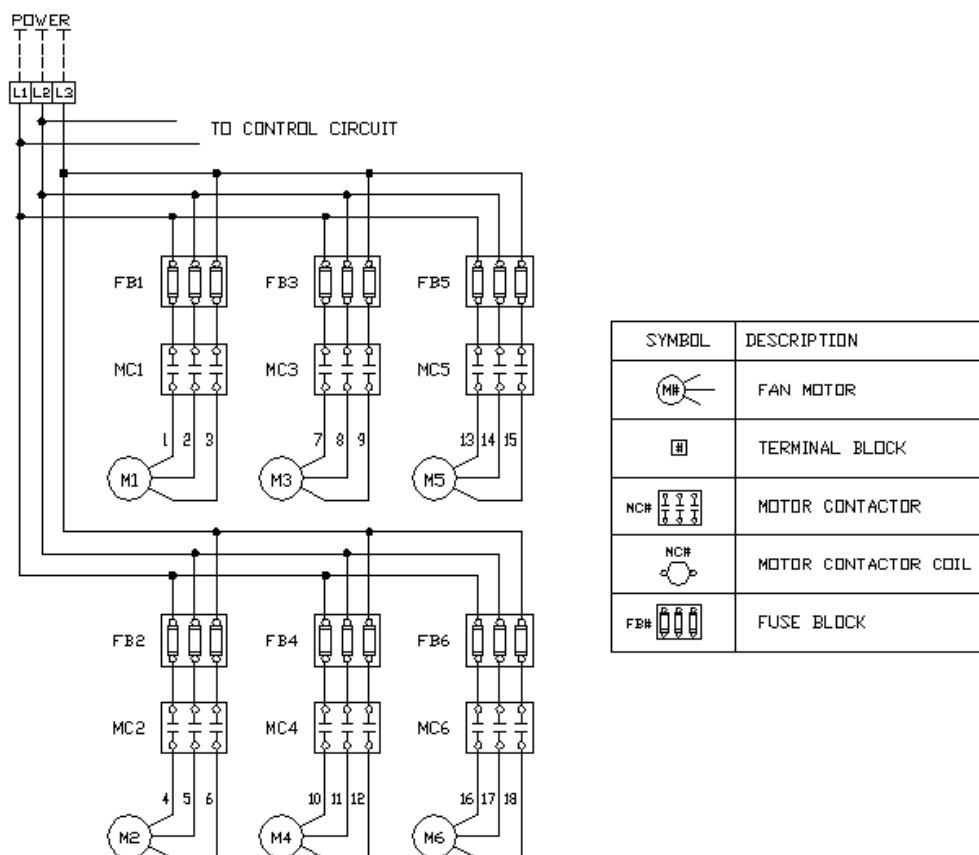 POWER
L1 L2 L3
TO CONTROL CIRCUIT
FB1 FB3 FB5
MC1 MC3 MC5
1 2 3 7 8 9 13 14 15
M1 M3 M5
FB2 FB4 FB6
MC2 MC4 MC6
4 5 6 10 11 12 16 17 18
M2 M4 M6
SYMBOL DESCRIPTION
M# FAN MOTOR
# TERMINAL BLOCK
NC# MOTOR CONTACTOR
NC# MOTOR CONTACTOR COIL
FB# FUSE BLOCK